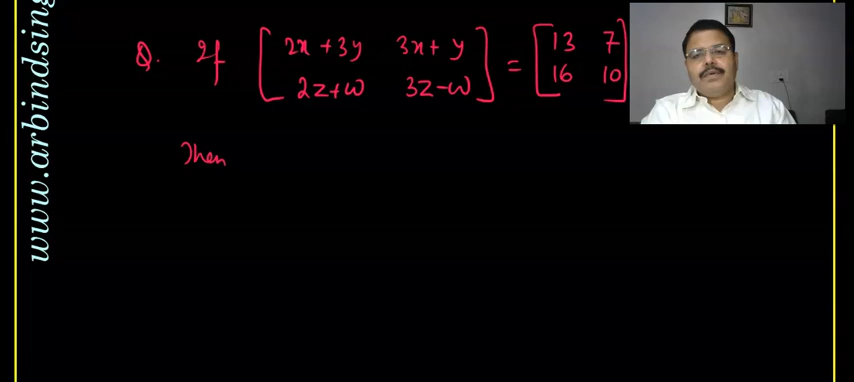 www.arbindsing
Q. If [ 2x + 3y 3x + y ] = [ 13 7 ]
[ 2z + w 3z - w ] [ 16 10 ]
Then